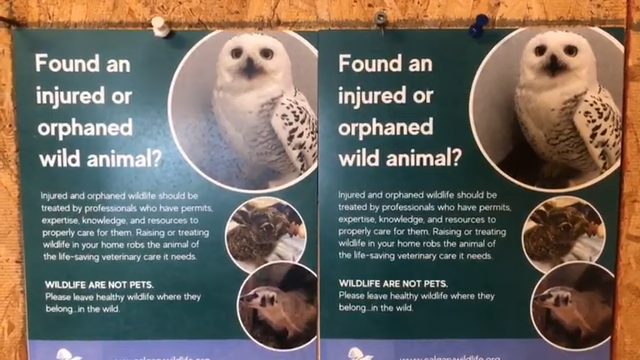 Found an
injured or
orphaned
wild animal?
Injured and orphaned wildlife should be
treated by professionals who have permits,
expertise, knowledge, and resources to
properly care for them. Raising or treating
wildlife in your home robs the animal of
the life-saving veterinary care it needs.
WILDLIFE ARE NOT PETS.
Please leave healthy wildlife where they
belong...in the wild.
www.calgarywildlife.org
Found an
injured or
orphaned
wild animal?
Injured and orphaned wildlife should be
treated by professionals who have permits,
expertise, knowledge, and resources to
properly care for them. Raising or treating
wildlife in your home robs the animal of
the life-saving veterinary care it needs.
WILDLIFE ARE NOT PETS.
Please leave healthy wildlife where they
belong...in the wild.
www.calgarywildlife.org